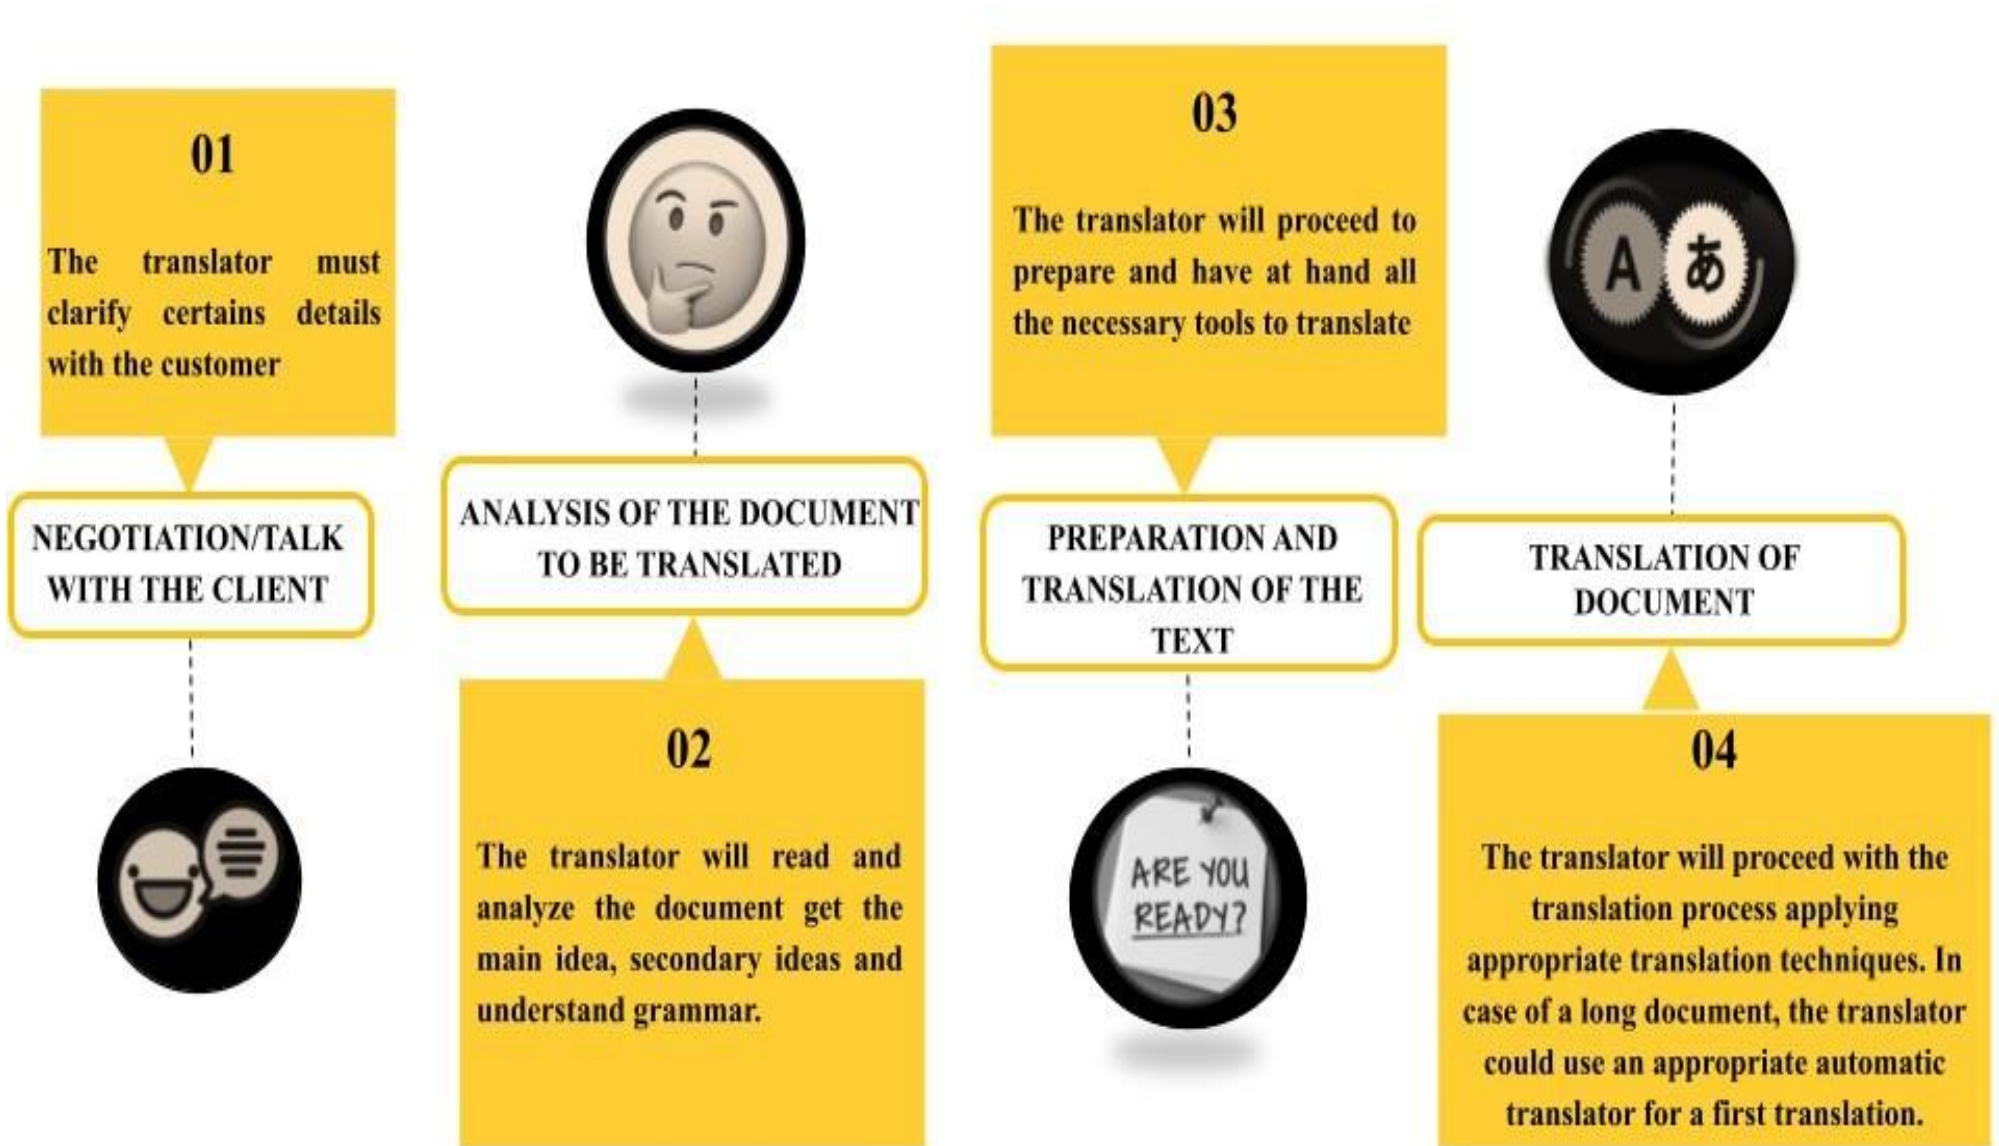 01
The translator must
clarify certains details
with the customer
NEGOTIATION/TALK
WITH THE CLIENT
ANALYSIS OF THE DOCUMENT
TO BE TRANSLATED
02
The translator will read and
analyze the document get the
main idea, secondary ideas and
understand grammar.
03
The translator will proceed to
prepare and have at hand all
the necessary tools to translate
PREPARATION AND
TRANSLATION OF THE
TEXT
ARE YOU
READY?
A あ
TRANSLATION OF
DOCUMENT
04
The translator will proceed with the
translation process applying
appropriate translation techniques. In
case of a long document, the translator
could use an appropriate automatic
translator for a first translation.